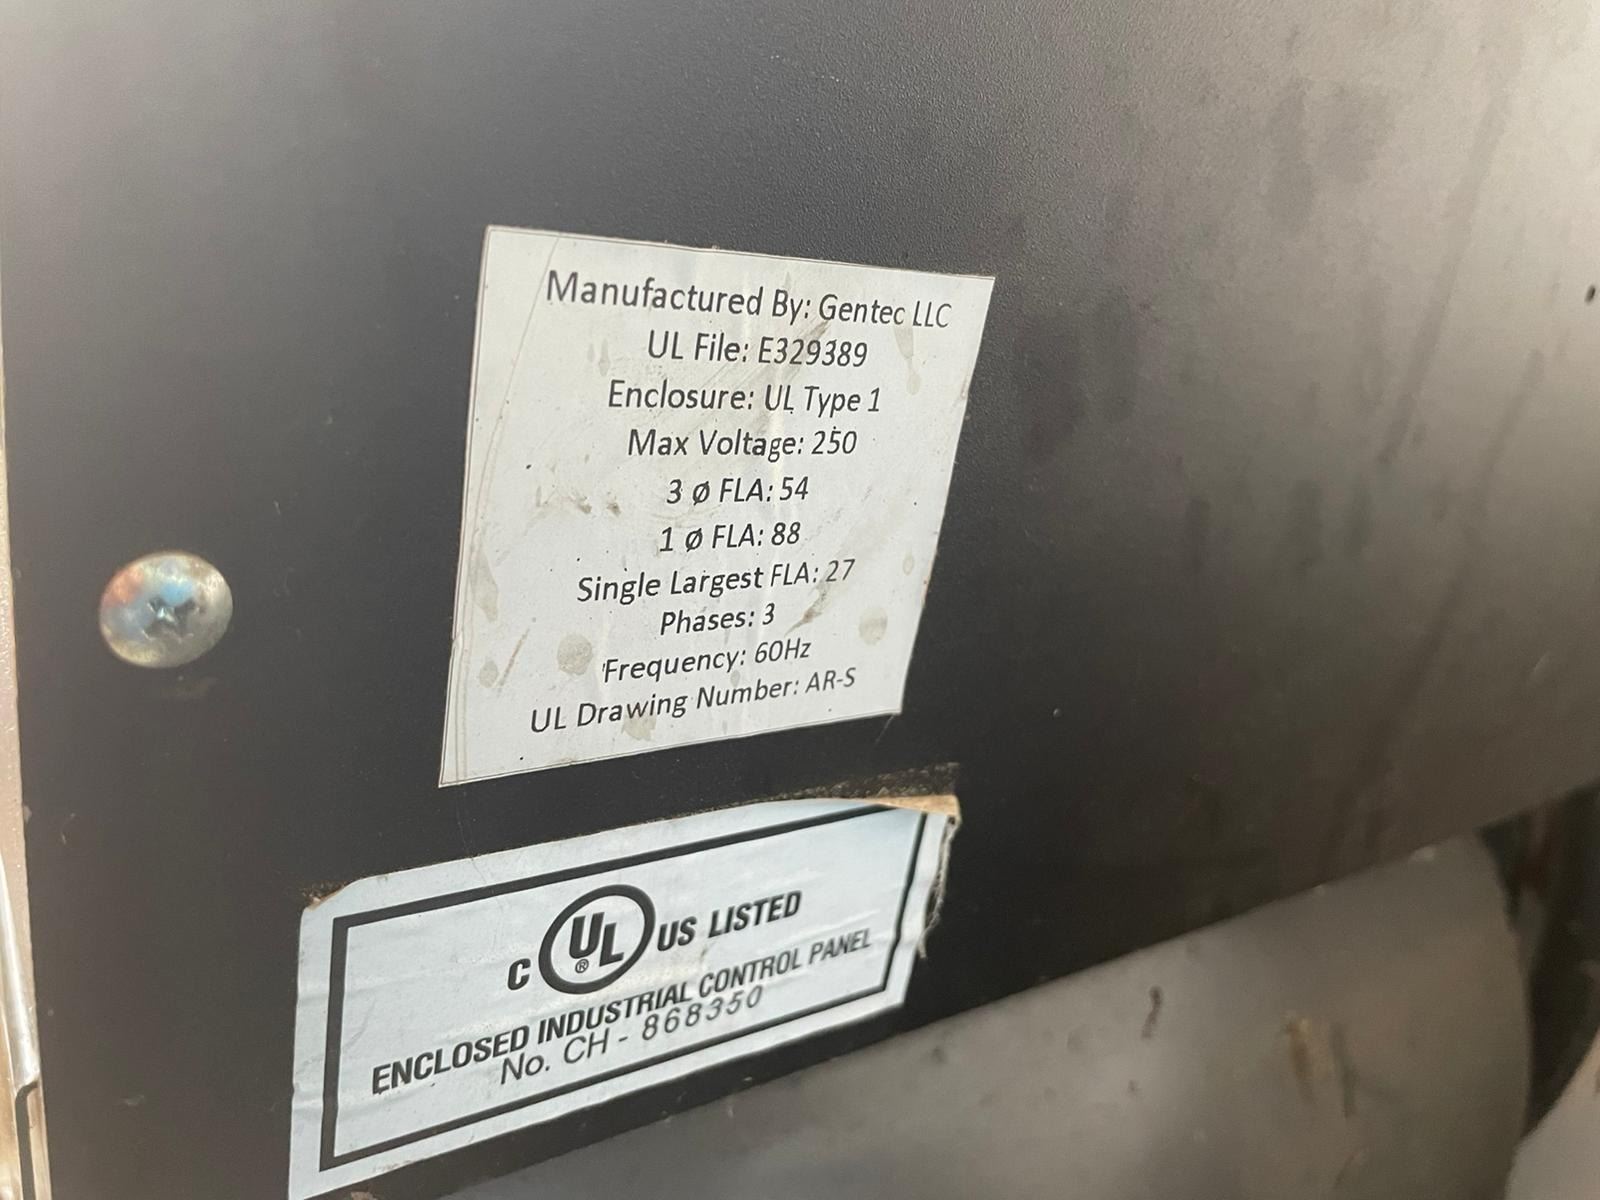 Manufactured By: Gentec LLC
UL File: E329389
Enclosure: UL Type 1
Max Voltage: 250
3 ø FLA: 54
1 ø FLA: 88
Single Largest FLA: 27
Phases: 3
Frequency: 60Hz
UL Drawing Number: AR-S
C UL® US LISTED
ENCLOSED INDUSTRIAL CONTROL PANEL
No. CH - 868350